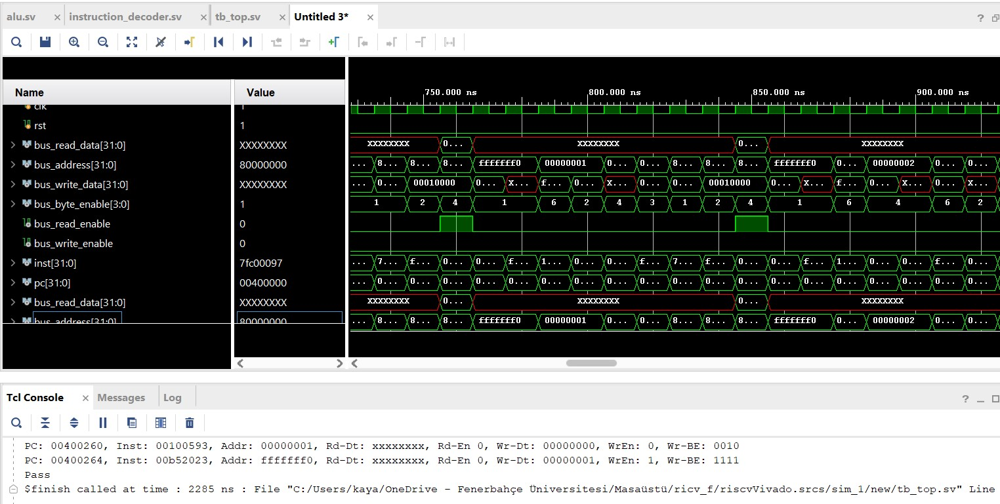 alu.sv × instruction_decoder.sv × tb_top.sv × Untitled 3* × ?
750.000 ns 800.000 ns 850.000 ns 900.000 ns
Name Value
clk 1
rst 1
bus_read_data[31:0] XXXXXXXX XXXXXXXX 0... XXXXXXXX 0... XXXXXXXX
bus_address[31:0] 80000000 ... 8... 8... 8... fffffff0 00000001 0... 0... 8... 8... 8... fffffff0 0... 00000002 0... 0...
bus_write_data[31:0] XXXXXXXX ... 0... 00010000 0... X... f... 0... X... 0... 0... 00010000 0... X... f... 0... X... 0... X...
bus_byte_enable[3:0] 1 1 2 4 1 6 2 4 3 1 2 4 1 6 4 6 2
bus_read_enable 0
bus_write_enable 0
inst[31:0] 7fc00097 ... 7... f... 0... 0... f... 1... 0... 0... f... 7... f... 0... 0... f... 1... 0... 0... f... 0...
pc[31:0] 00400000 ... 0... 0... 0... 0... 0... 0... 0... 0... 0... 0... 0... 0... 0... 0... 0... 0... 0... 0... 0...
bus_read_data[31:0] XXXXXXXX XXXXXXXX 0... XXXXXXXX 0... XXXXXXXX
bus_address[31:0] 80000000 ... 8... 8... 8... fffffff0 00000001 0... 0... 8... 8... 8... fffffff0 0... 00000002 0... 0...
Tcl Console × Messages Log ?
PC: 00400260, Inst: 00100593, Addr: 00000001, Rd-Dt: xxxxxxxx, Rd-En 0, Wr-Dt: 00000000, WrEn: 0, Wr-BE: 0010
PC: 00400264, Inst: 00b52023, Addr: fffffff0, Rd-Dt: xxxxxxxx, Rd-En 0, Wr-Dt: 00000001, WrEn: 1, Wr-BE: 1111
Pass
$finish called at time : 2285 ns : File "C:/Users/kaya/OneDrive - Fenerbahçe Üniversitesi/Masaüstü/ricv_f/riscvVivado.srcs/sim_1/new/tb_top.sv" Line